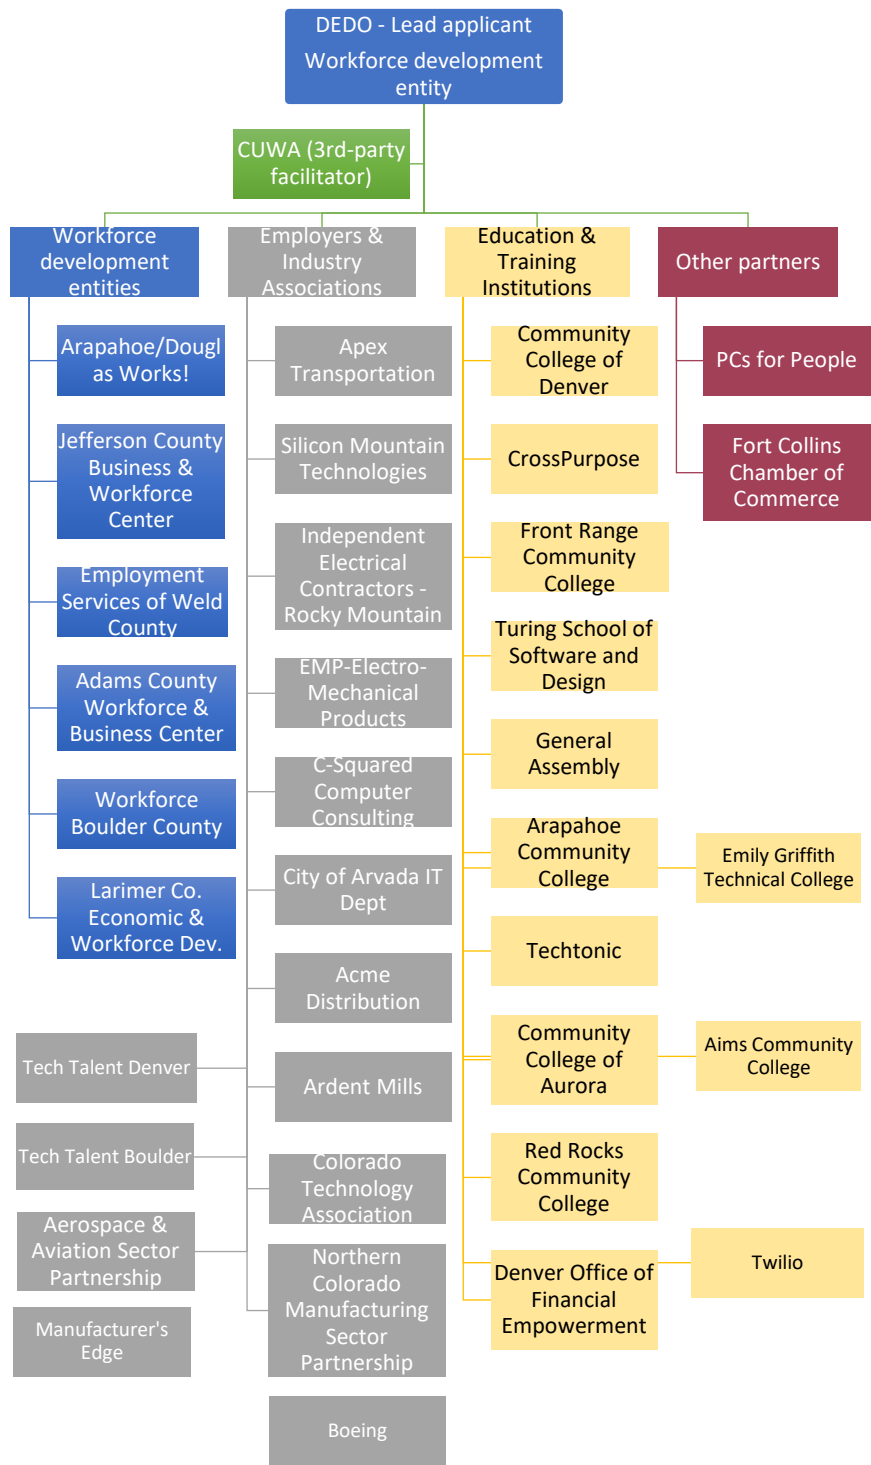 DEDO - Lead applicant
Workforce development
entity
CUWA (3rd-party
facilitator)
Workforce
development
entities
Arapahoe/Dougl
as Works!
Jefferson County
Business &
Workforce
Center
Employment
Services of Weld
County
Adams County
Workforce &
Business Center
Workforce
Boulder County
Larimer Co.
Economic &
Workforce Dev.
Employers &
Industry
Associations
Apex
Transportation
Silicon Mountain
Technologies
Independent
Electrical
Contractors -
Rocky Mountain
EMP-Electro-
Mechanical
Products
C-Squared
Computer
Consulting
City of Arvada IT
Dept
Acme
Distribution
Ardent Mills
Colorado
Technology
Association
Northern
Colorado
Manufacturing
Sector
Partnership
Boeing
Tech Talent Denver
Tech Talent Boulder
Aerospace &
Aviation Sector
Partnership
Manufacturer's
Edge
Education &
Training
Institutions
Community
College of
Denver
CrossPurpose
Front Range
Community
College
Turing School of
Software and
Design
General
Assembly
Arapahoe
Community
College
Emily Griffith
Technical College
Techtonic
Community
College of
Aurora
Aims Community
College
Red Rocks
Community
College
Denver Office of
Financial
Empowerment
Twilio
Other partners
PCs for People
Fort Collins
Chamber of
Commerce